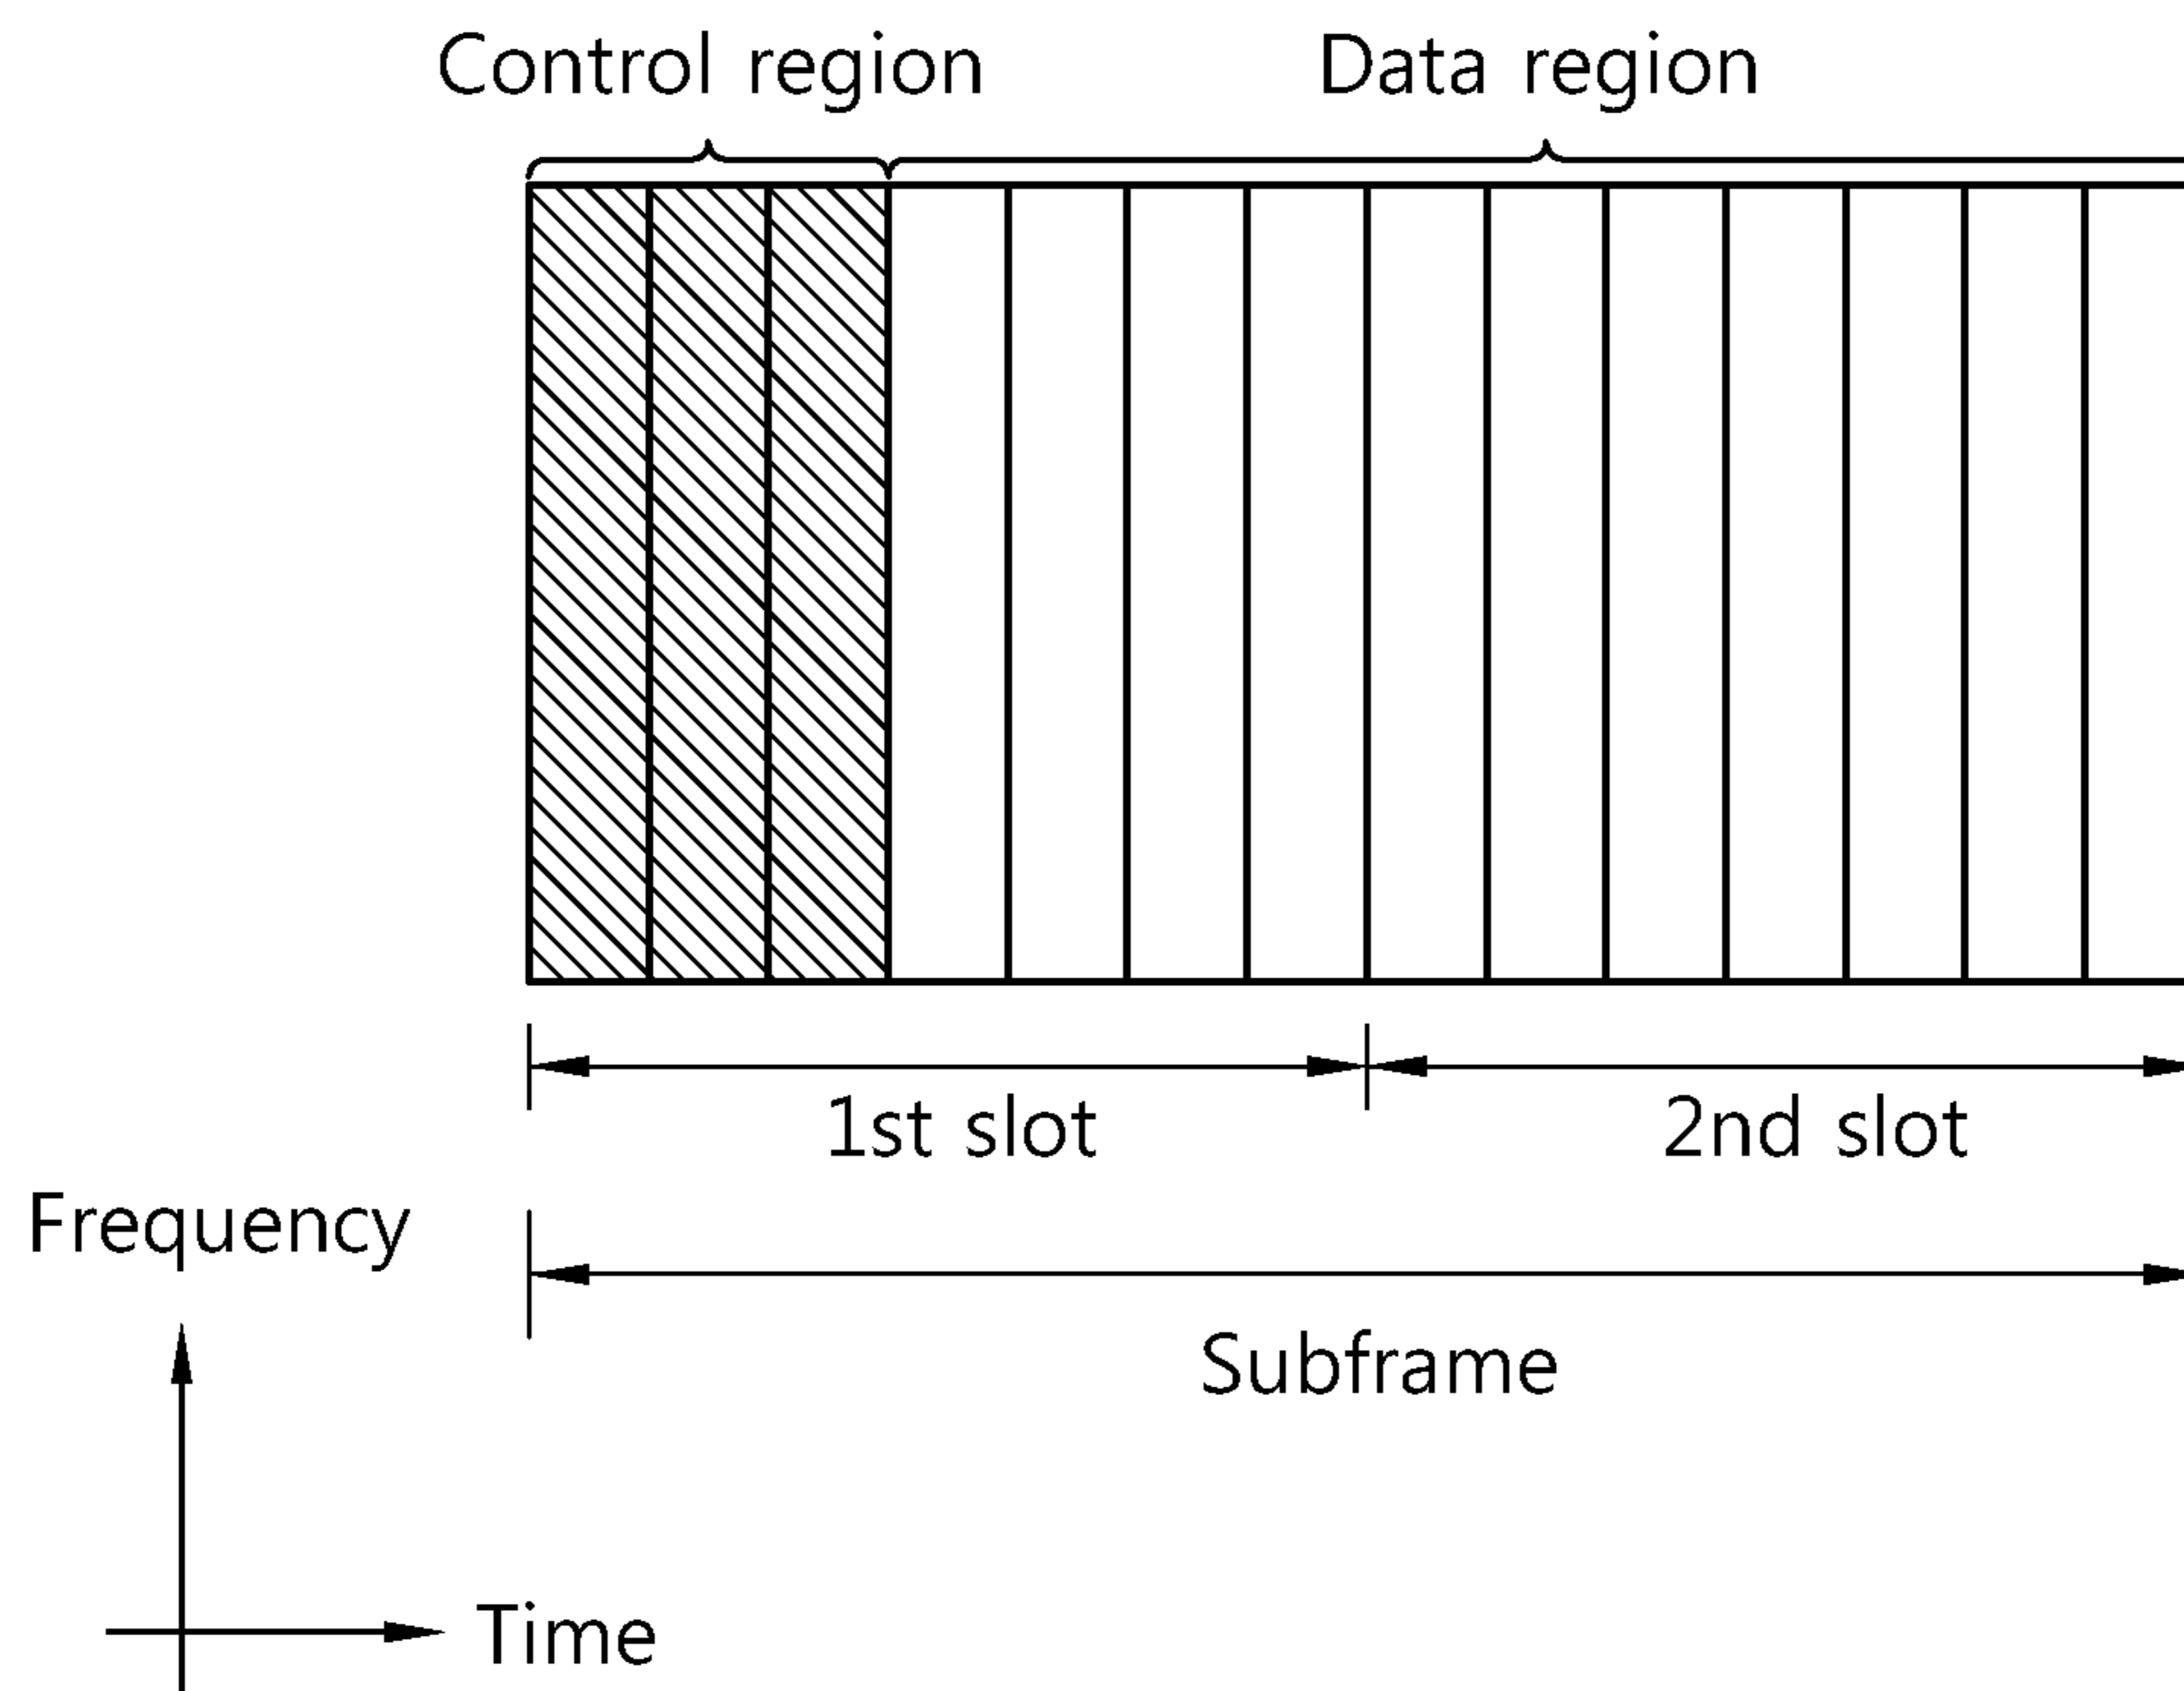 Control region
Data region
1st slot
2nd slot
Frequency
Subframe
Time